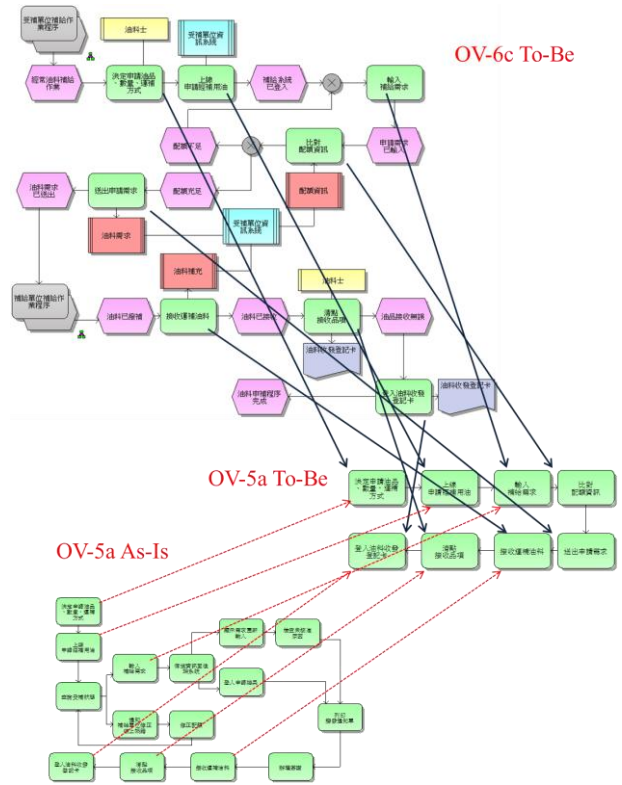 受補單位補給作
業程序
油料士
受補單位資
訊系統
OV-6c To-Be
經常油料補給
作業
決定申請油品
、數量、運補
方式
上線
申請經補用油
補給系統
已登入
輸入
補給需求
配額不足
比對
配額資訊
申請需求
已輸入
油料需求
已送出
送出申請需求
配額充足
配額資訊
油料需求
受補單位資
訊系統
油料補充
油料士
補給單位補給作
業程序
油料已撥補
接收運補油料
油料已接收
清點
接收品項
油品接收無誤
油料收發登記卡
油料申補程序
完成
登入油料收發
登記卡
油料收發登記卡
OV-5a To-Be
決定申請油品
、數量、運補
方式
上線
申請經補用油
輸入
補給需求
比對
配額資訊
OV-5a As-Is
登入油料收發
登記卡
清點
接收品項
接收運補油料
送出申請需求
決定申請油品
、數量、運補
方式
上線
申請經補用油
輸入
補給需求
登入油料收發
登記卡
清點
接收品項
接收運補油料